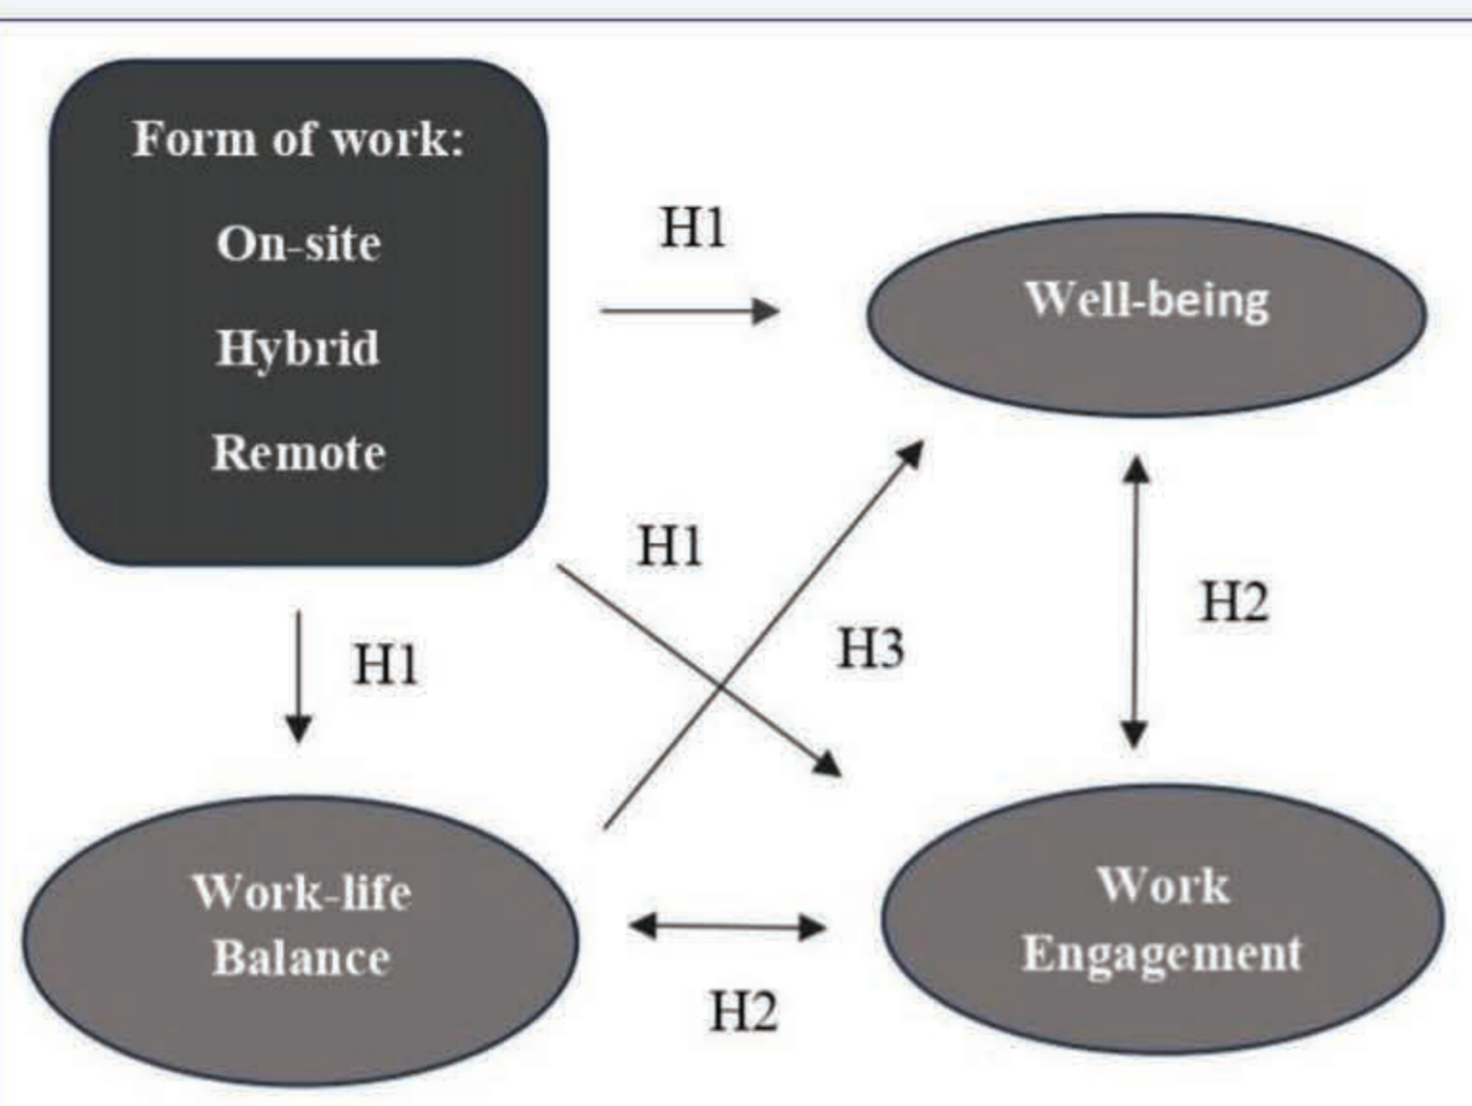 Form of work:
On-site
Hybrid
Remote
H1
Well-being
H1
H3
H2
H1
Work-life
Balance
H2
Work
Engagement